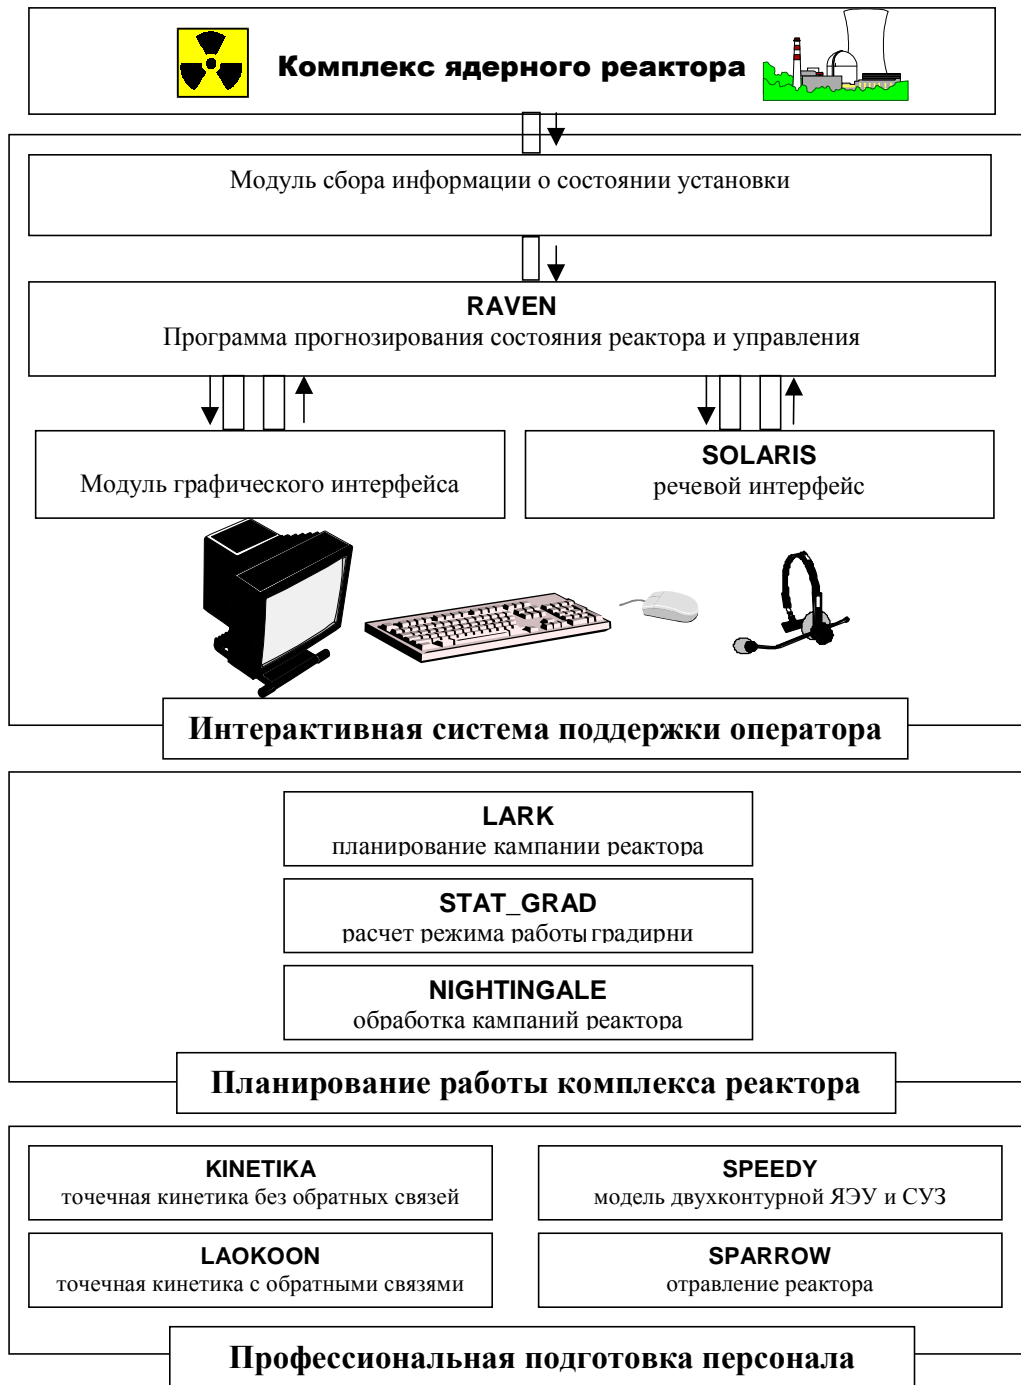 Комплекс ядерного реактора
Модуль сбора информации о состоянии установки
RAVEN
Программа прогнозирования состояния реактора и управления
Модуль графического интерфейса
SOLARIS
речевой интерфейс
Интерактивная система поддержки оператора
LARK
планирование кампании реактора
STAT_GRAD
расчет режима работы градирни
NIGHTINGALE
обработка кампаний реактора
Планирование работы комплекса реактора
KINETIKA
точечная кинетика без обратных связей
SPEEDY
модель двухконтурной ЯЭУ и СУЗ
LAOKOON
точечная кинетика с обратными связями
SPARROW
отравление реактора
Профессиональная подготовка персонала